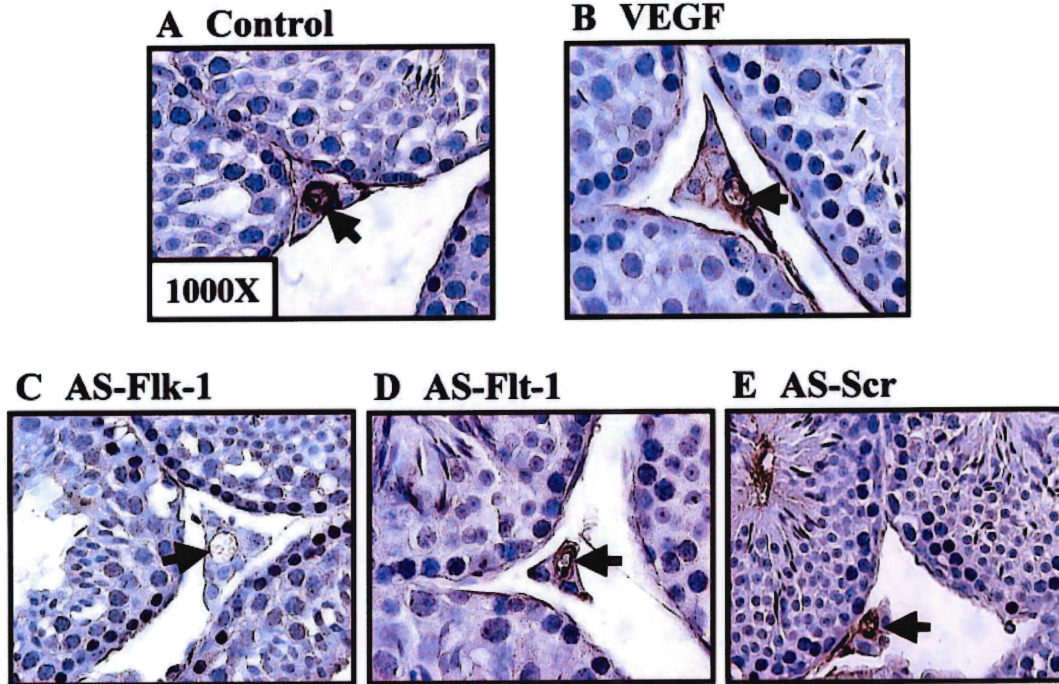 A Control
B VEGF
1000X
C AS-Flk-1
D AS-Flt-1
E AS-Scr